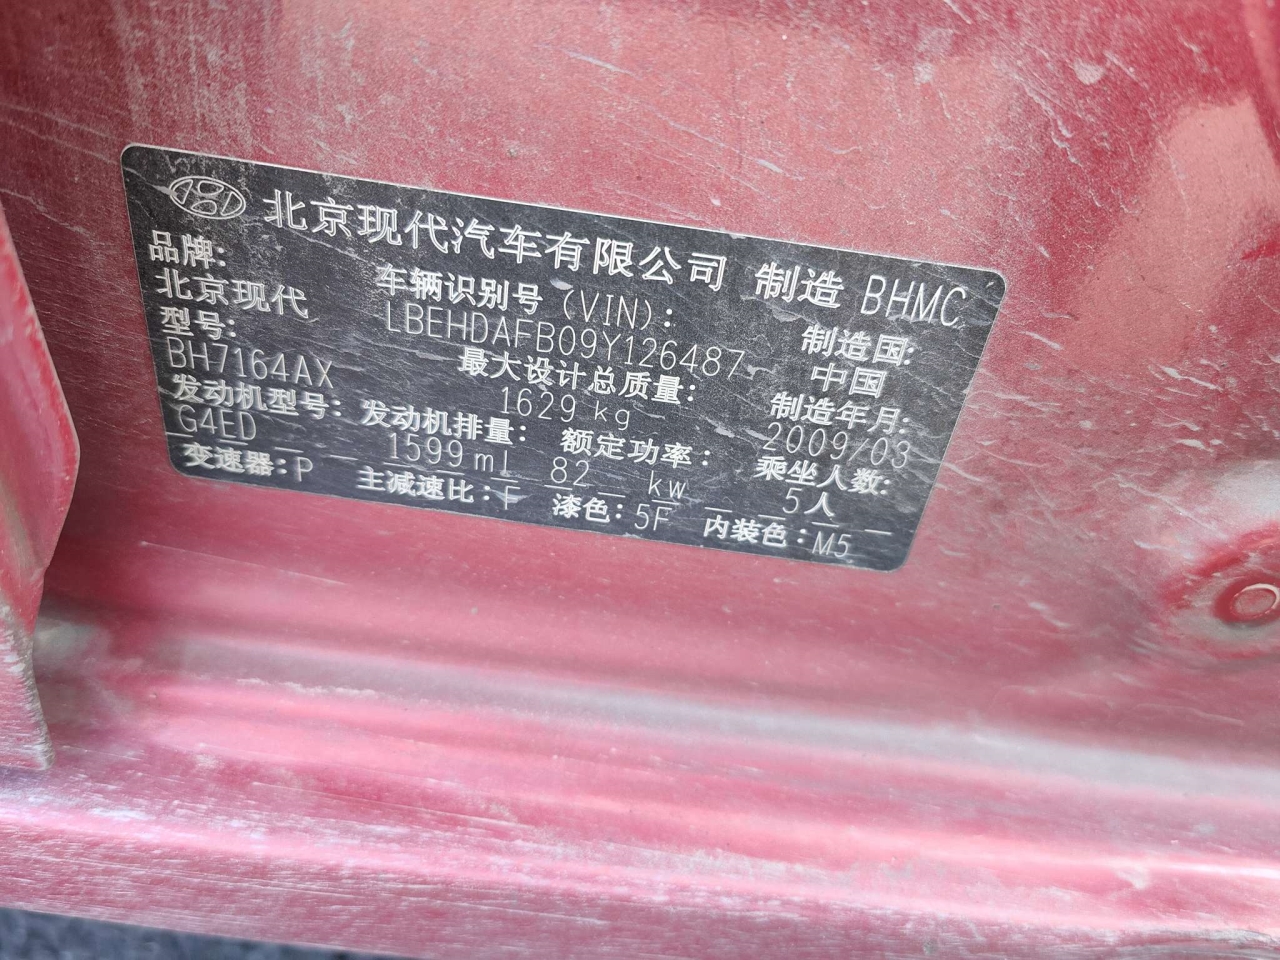 北京现代汽车有限公司 制造 BHMC
品牌: 车辆识别号(VIN): 制造国:
北京现代 LBEHDAFB09Y126487 中国
型号: 最大设计总质量: 制造年月:
BH7164AX 1629 kg 2009/03
发动机型号: 发动机排量: 额定功率: 乘坐人数:
G4ED 1599 ml 82 kw 5人
变速器:P 主减速比:F 漆色:5F 内装色:M5